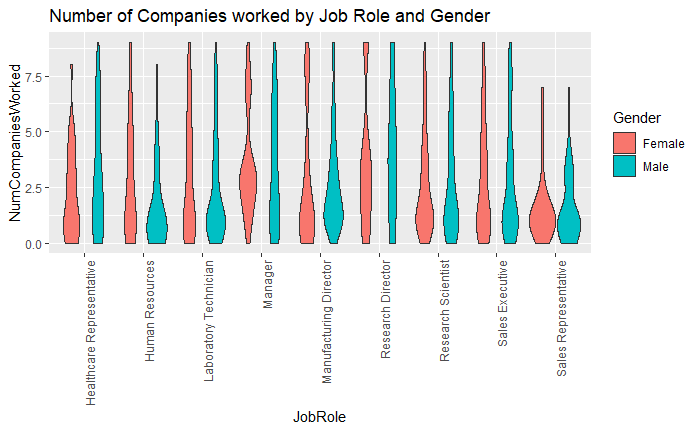 Number of Companies worked by Job Role and Gender
NumCompaniesWorked
7.5
5.0
2.5
0.0
Healthcare Representative
Human Resources
Laboratory Technician
Manager
Manufacturing Director
Research Director
Research Scientist
Sales Executive
Sales Representative
JobRole
Gender
Female
Male